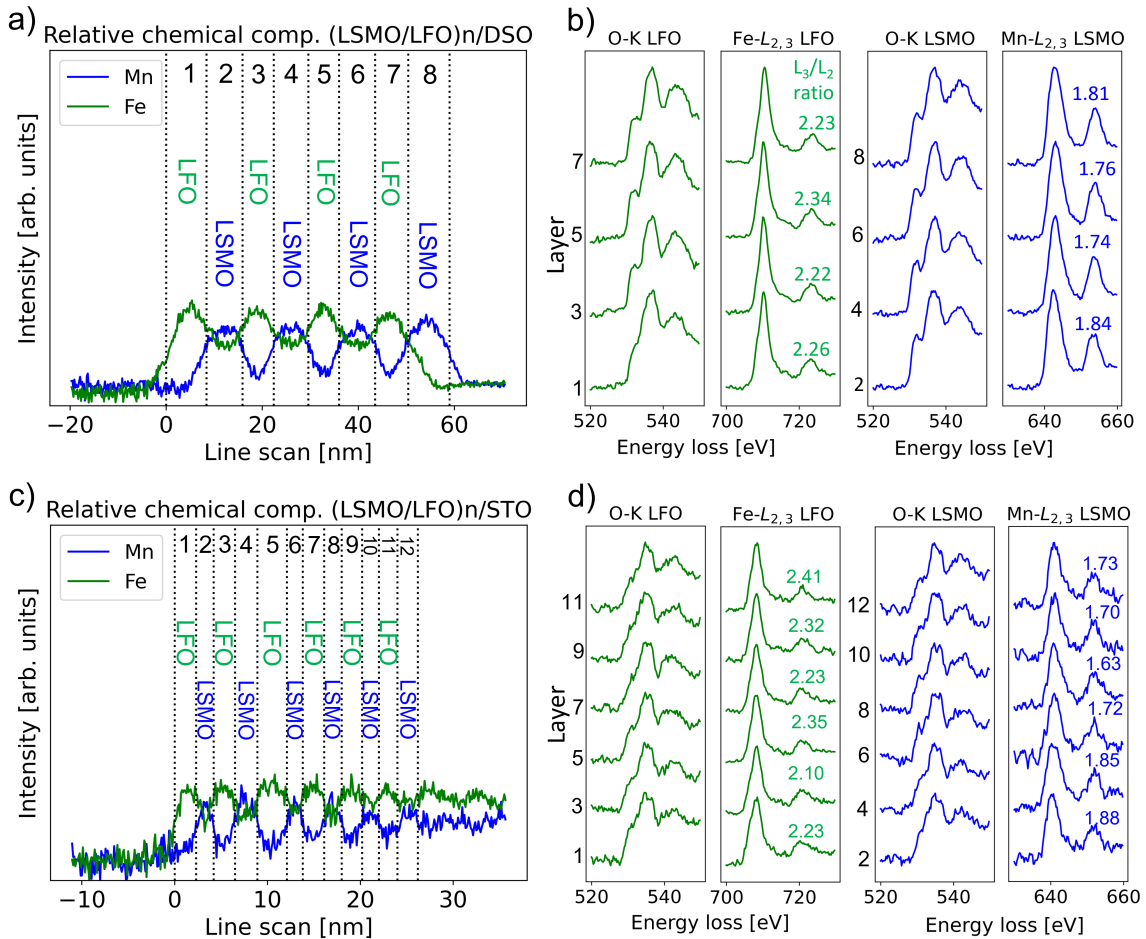 a)
Relative chemical comp. (LSMO/LFO)n/DSO
Mn
Fe
1 2 3 4 5 6 7 8
LFO LFO LFO LFO
LSMO LSMO LSMO LSMO
Intensity [arb. units]
−20 0 20 40 60
Line scan [nm]
b)
O-K LFO
Fe-L2, 3 LFO
O-K LSMO
Mn-L2, 3 LSMO
L3/L2
ratio
2.23
2.34
2.22
2.26
1.81
1.76
1.74
1.84
Layer
7
5
3
1
8
6
4
2
520 540
700 720
520 540
640 660
Energy loss [eV]
Energy loss [eV]
c)
Relative chemical comp. (LSMO/LFO)n/STO
Mn
Fe
1 2 3 4 5 6 7 8 9 10 11 12
LFO LFO LFO LFO LFO LFO
LSMO LSMO LSMO LSMO LSMO LSMO
Intensity [arb. units]
−10 0 10 20 30
Line scan [nm]
d)
O-K LFO
Fe-L2, 3 LFO
O-K LSMO
Mn-L2, 3 LSMO
2.41
2.32
2.23
2.35
2.10
2.23
1.73
1.70
1.63
1.72
1.85
1.88
Layer
11
9
7
5
3
1
12
10
8
6
4
2
520 540
700 720
520 540
640 660
Energy loss [eV]
Energy loss [eV]